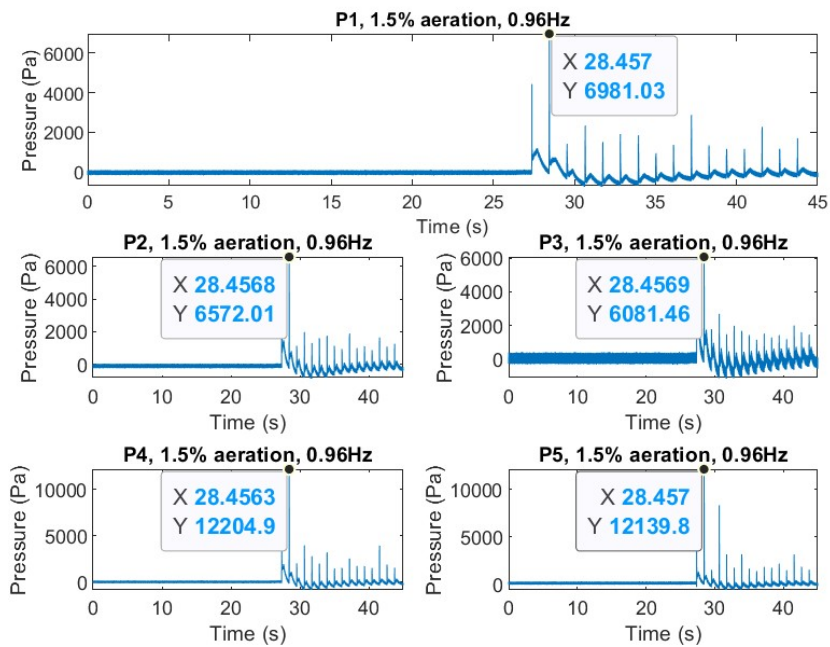 P1, 1.5% aeration, 0.96Hz
6000
4000
2000
0
Pressure (Pa)
X 28.457
Y 6981.03
0 5 10 15 20 25 30 35 40 45
Time (s)
P2, 1.5% aeration, 0.96Hz
6000
4000
2000
0
Pressure (Pa)
X 28.4568
Y 6572.01
0 10 20 30 40
Time (s)
P3, 1.5% aeration, 0.96Hz
6000
4000
2000
0
Pressure (Pa)
X 28.4569
Y 6081.46
0 10 20 30 40
Time (s)
P4, 1.5% aeration, 0.96Hz
10000
5000
0
Pressure (Pa)
X 28.4563
Y 12204.9
0 10 20 30 40
Time (s)
P5, 1.5% aeration, 0.96Hz
10000
5000
0
Pressure (Pa)
X 28.457
Y 12139.8
0 10 20 30 40
Time (s)